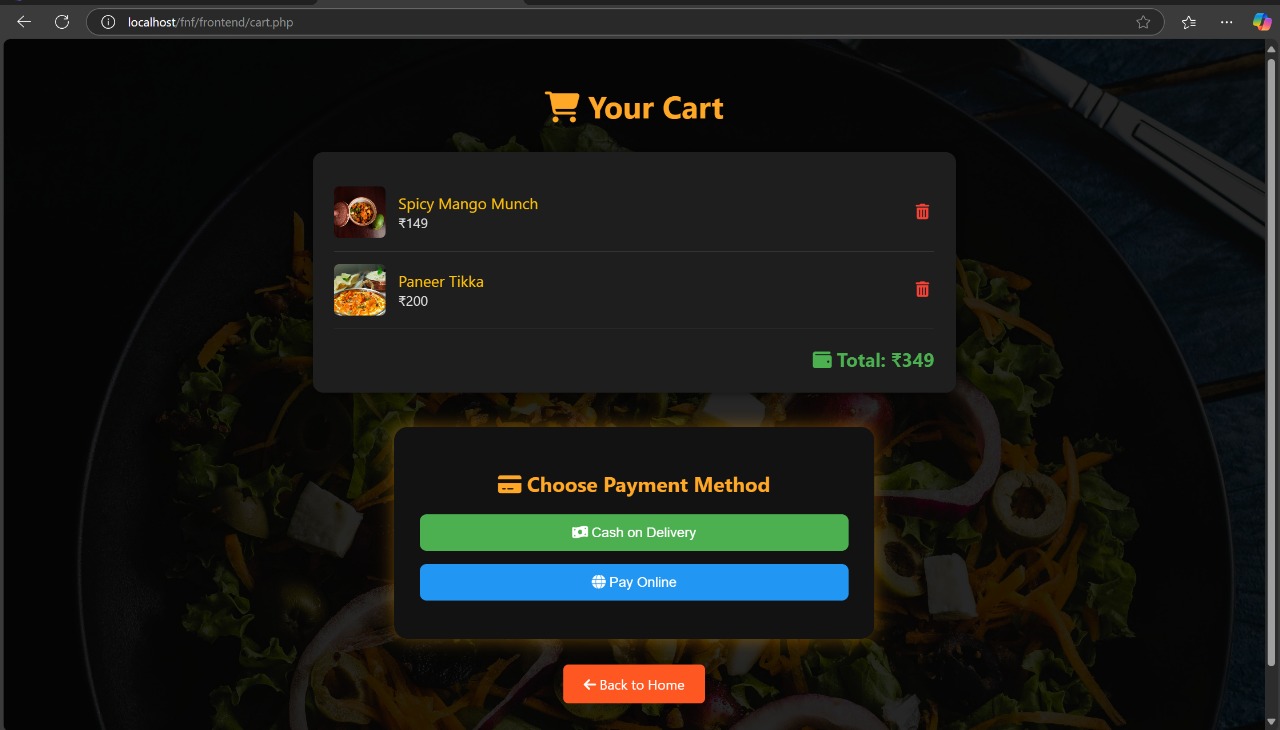 localhost/fnf/frontend/cart.php
Your Cart
Spicy Mango Munch
₹149
Paneer Tikka
₹200
Total: ₹349
Choose Payment Method
Cash on Delivery
Pay Online
Back to Home